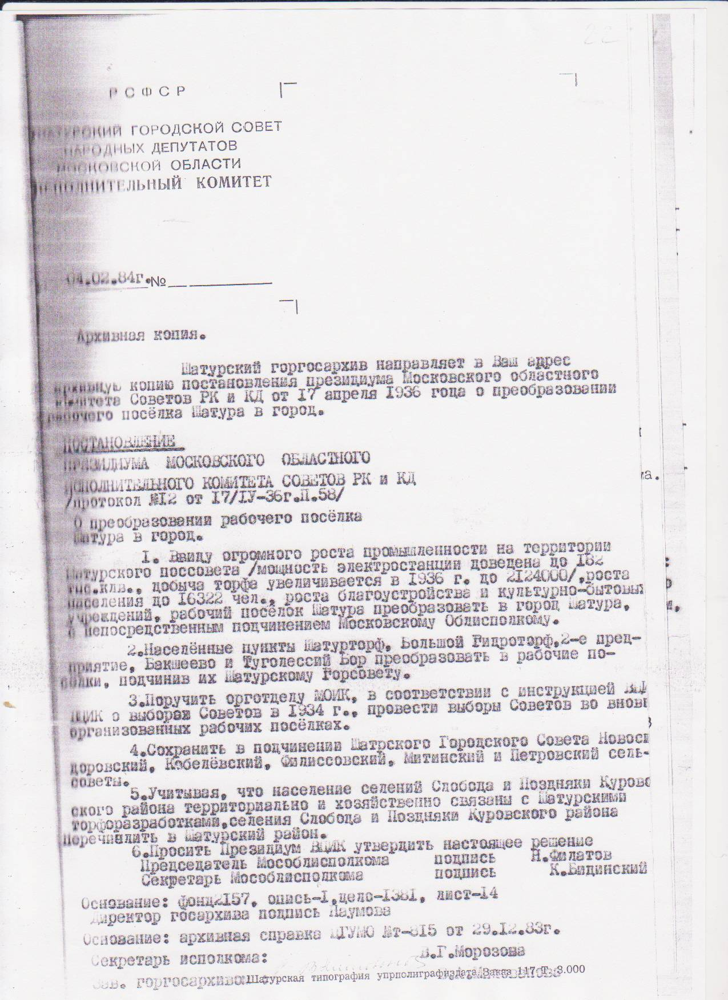 22
РСФСР
ШАТУРСКИЙ ГОРОДСКОЙ СОВЕТ
НАРОДНЫХ ДЕПУТАТОВ
МОСКОВСКОЙ ОБЛАСТИ
ИСПОЛНИТЕЛЬНЫЙ КОМИТЕТ
04.02.84г.№
Архивная копия.
Шатурский горгосархив направляет в Ваш адрес
архивную копию постановления президиума Московского областного
комитета Советов РК и КД от 17 апреля 1936 года о преобразовании
рабочего посёлка Шатура в город.
ПОСТАНОВЛЕНИЕ
ПРЕЗИДИУМА МОСКОВСКОГО ОБЛАСТНОГО
ИСПОЛНИТЕЛЬНОГО КОМИТЕТА СОВЕТОВ РК и КД
/протокол №12 от 17/IУ-36г.П.58/
О преобразовании рабочего посёлка
Шатура в город.
1. Ввиду огромного роста промышленности на территории
Шатурского поссовета /мощность электростанции доведена до 182
тыс.клв., добыча торфа увеличивается в 1936 г. до 2124000/,роста
населения до 16322 чел., роста благоустройства и культурно-бытовых
учреждений, рабочий посёлок Шатура преобразовать в город Шатура,
с непосредственным подчинением Московскому Облисполкому.
2.Населённые пункты Шатурторф, Большой Гидроторф,2-е пред-
приятие, Бакшеево и Туголесский Бор преобразовать в рабочие по-
сёлки, подчинив их Шатурскому Горсовету.
3.Поручить орготделу МОИК, в соответствии с инструкцией
ВЦИК о выборах Советов в 1934 г., провести выборы Советов во вновь
организованных рабочих посёлках.
4.Сохранить в подчинении Шатрского Городского Совета Новоси
доровский, Кобелёвский, Филиссовский, Митинский и Петровский сель-
советы.
5.Учитывая, что население селений Слобода и Поздняки Куровс
ского района территориально и хозяйственно связаны с Шатурскими
торфоразработками,селения Слобода и Поздняки Куровского района
перечислить в Шатурский район.
6.Просить Президиум ВЦИК утвердить настоящее решение
Председатель Мособлисполкома подпись Н.Филатов
Секретарь Мособлисполкома подпись К.Бидинский
Основание: фонд2157, опись-1,дело-1381, лист-14
Директор госархива подпись Наумова
Основание: архивная справка ЦГУМО №т-815 от 29.12.83г.
Секретарь исполкома: В.Г.Морозова
Зав. горгосархивом:
Шатурская типография упрполиграфиздата.Заказ 117 Т. 3.000